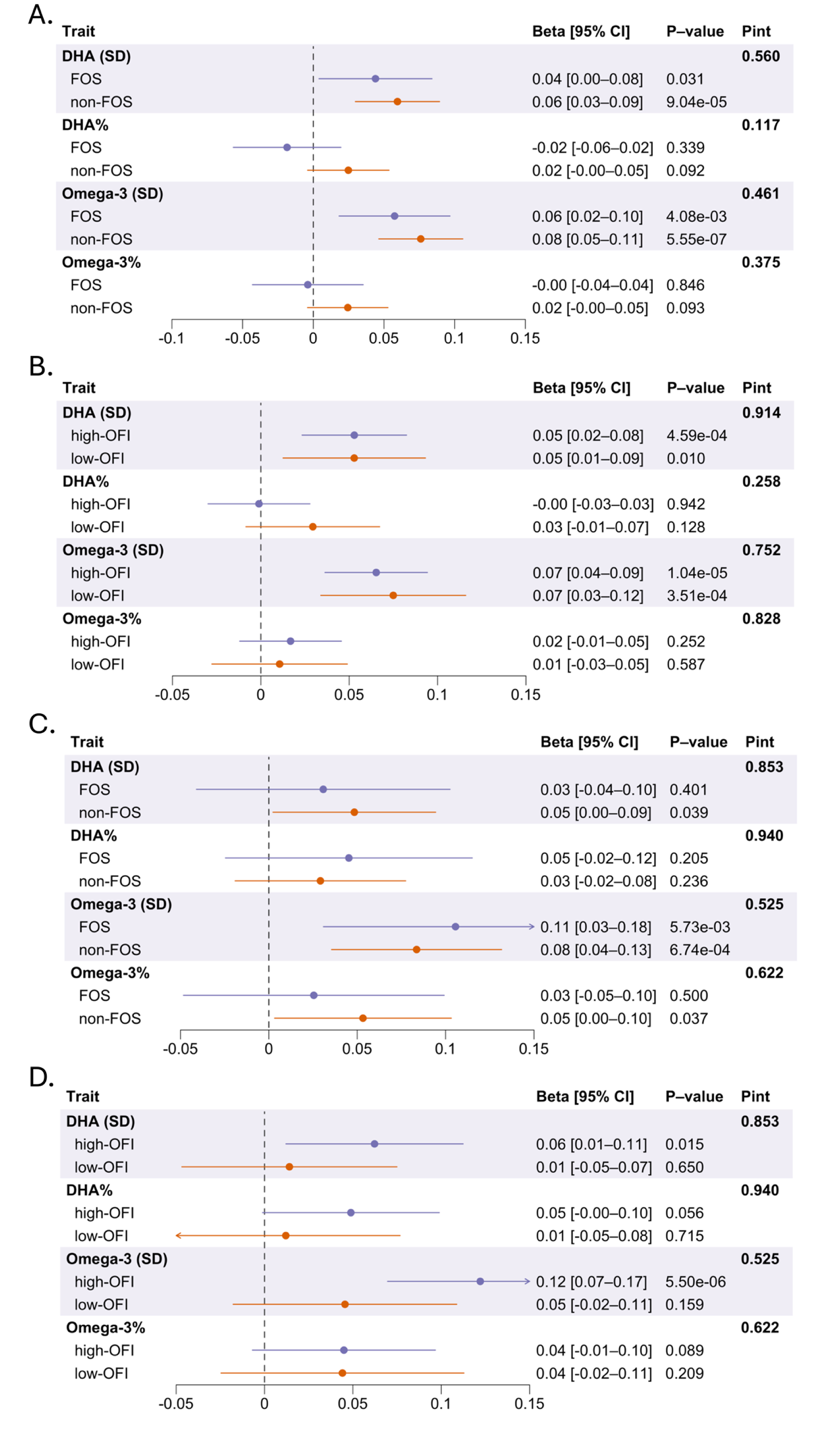 A.
Trait Beta [95% CI] P–value Pint
DHA (SD) 0.560
FOS 0.04 [0.00–0.08] 0.031
non-FOS 0.06 [0.03–0.09] 9.04e-05
DHA% 0.117
FOS -0.02 [-0.06–0.02] 0.339
non-FOS 0.02 [-0.00–0.05] 0.092
Omega-3 (SD) 0.461
FOS 0.06 [0.02–0.10] 4.08e-03
non-FOS 0.08 [0.05–0.11] 5.55e-07
Omega-3% 0.375
FOS -0.00 [-0.04–0.04] 0.846
non-FOS 0.02 [-0.00–0.05] 0.093
-0.1 -0.05 0 0.05 0.1 0.15
B.
Trait Beta [95% CI] P–value Pint
DHA (SD) 0.914
high-OFI 0.05 [0.02–0.08] 4.59e-04
low-OFI 0.05 [0.01–0.09] 0.010
DHA% 0.258
high-OFI -0.00 [-0.03–0.03] 0.942
low-OFI 0.03 [-0.01–0.07] 0.128
Omega-3 (SD) 0.752
high-OFI 0.07 [0.04–0.09] 1.04e-05
low-OFI 0.07 [0.03–0.12] 3.51e-04
Omega-3% 0.828
high-OFI 0.02 [-0.01–0.05] 0.252
low-OFI 0.01 [-0.03–0.05] 0.587
-0.05 0 0.05 0.1 0.15
C.
Trait Beta [95% CI] P–value Pint
DHA (SD) 0.853
FOS 0.03 [-0.04–0.10] 0.401
non-FOS 0.05 [0.00–0.09] 0.039
DHA% 0.940
FOS 0.05 [-0.02–0.12] 0.205
non-FOS 0.03 [-0.02–0.08] 0.236
Omega-3 (SD) 0.525
FOS 0.11 [0.03–0.18] 5.73e-03
non-FOS 0.08 [0.04–0.13] 6.74e-04
Omega-3% 0.622
FOS 0.03 [-0.05–0.10] 0.500
non-FOS 0.05 [0.00–0.10] 0.037
-0.05 0 0.05 0.1 0.15
D.
Trait Beta [95% CI] P–value Pint
DHA (SD) 0.853
high-OFI 0.06 [0.01–0.11] 0.015
low-OFI 0.01 [-0.05–0.07] 0.650
DHA% 0.940
high-OFI 0.05 [-0.00–0.10] 0.056
low-OFI 0.01 [-0.05–0.08] 0.715
Omega-3 (SD) 0.525
high-OFI 0.12 [0.07–0.17] 5.50e-06
low-OFI 0.05 [-0.02–0.11] 0.159
Omega-3% 0.622
high-OFI 0.04 [-0.01–0.10] 0.089
low-OFI 0.04 [-0.02–0.11] 0.209
-0.05 0 0.05 0.1 0.15